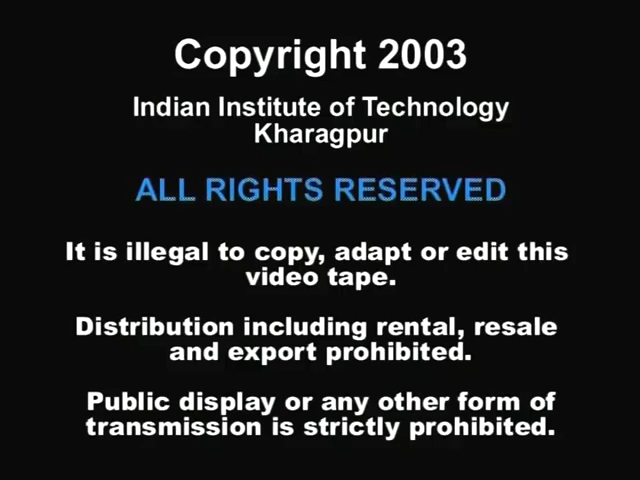 Copyright 2003
Indian Institute of Technology
Kharagpur
ALL RIGHTS RESERVED
It is illegal to copy, adapt or edit this
video tape.
Distribution including rental, resale
and export prohibited.
Public display or any other form of
transmission is strictly prohibited.